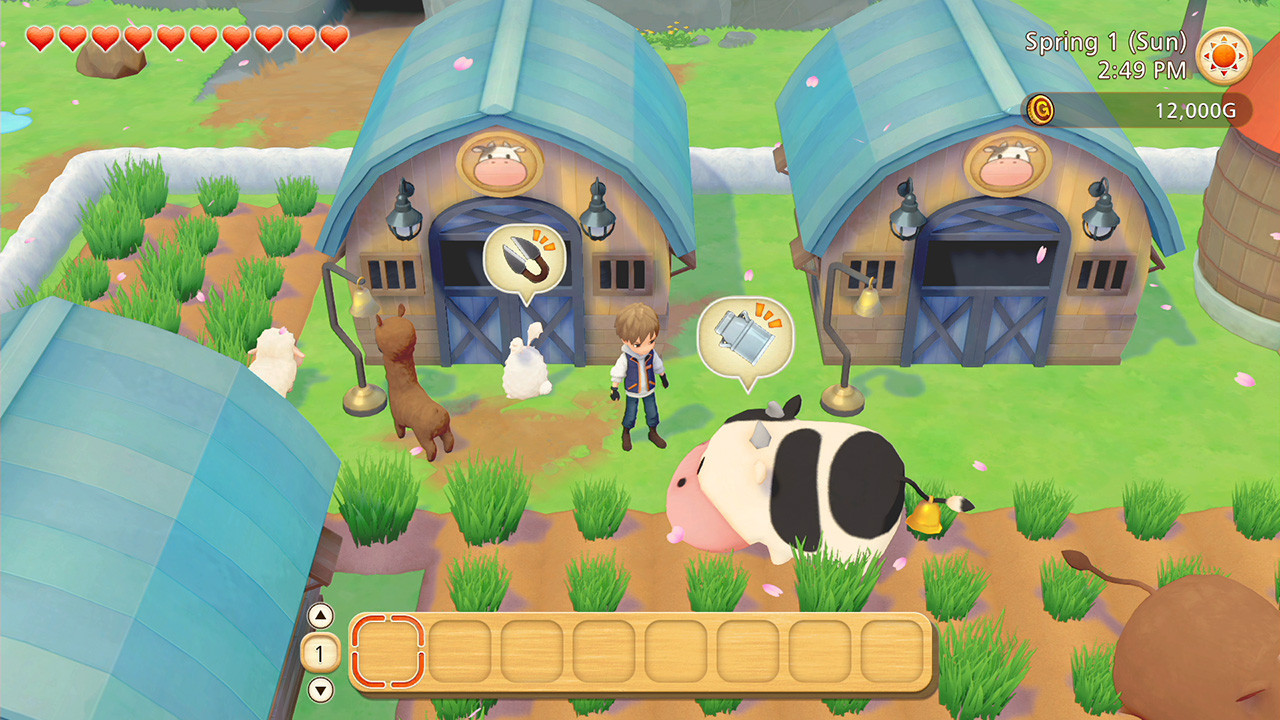 Spring 1 (Sun)
2:49 PM
G
12,000G
1